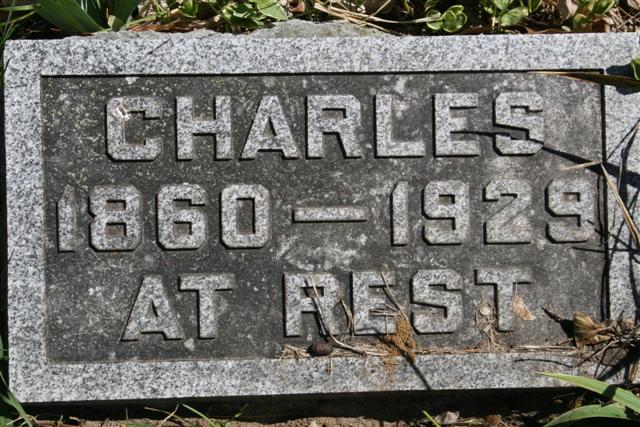 CHARLES
1860—1929
AT REST